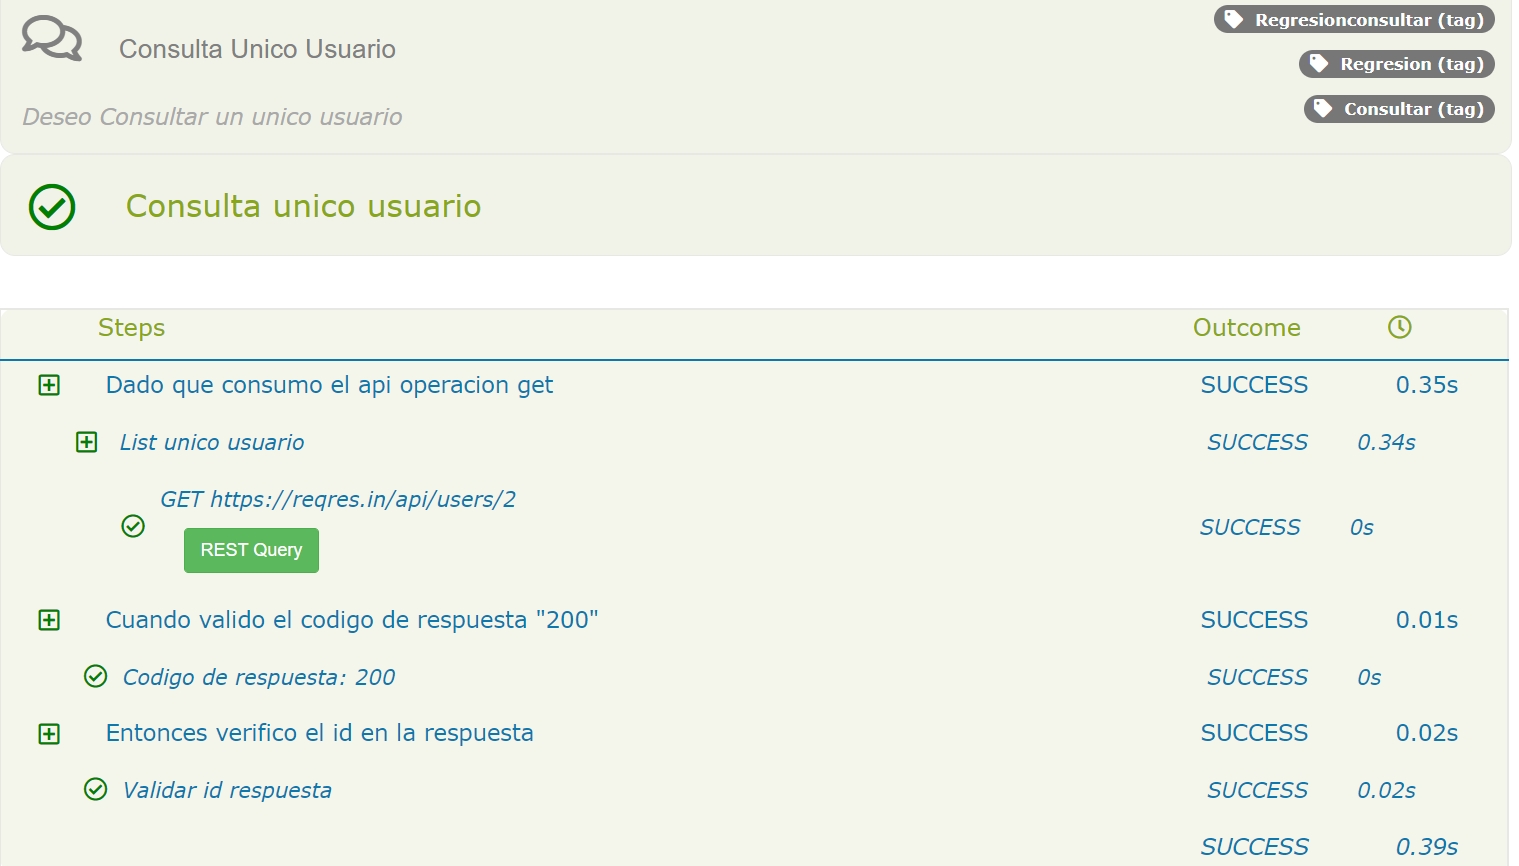 Consulta Unico Usuario
Regresionconsultar (tag)
Regresion (tag)
Consultar (tag)
Deseo Consultar un unico usuario
Consulta unico usuario
Steps Outcome
Dado que consumo el api operacion get SUCCESS 0.35s
List unico usuario SUCCESS 0.34s
GET https://reqres.in/api/users/2
REST Query SUCCESS 0s
Cuando valido el codigo de respuesta "200" SUCCESS 0.01s
Codigo de respuesta: 200 SUCCESS 0s
Entonces verifico el id en la respuesta SUCCESS 0.02s
Validar id respuesta SUCCESS 0.02s
SUCCESS 0.39s